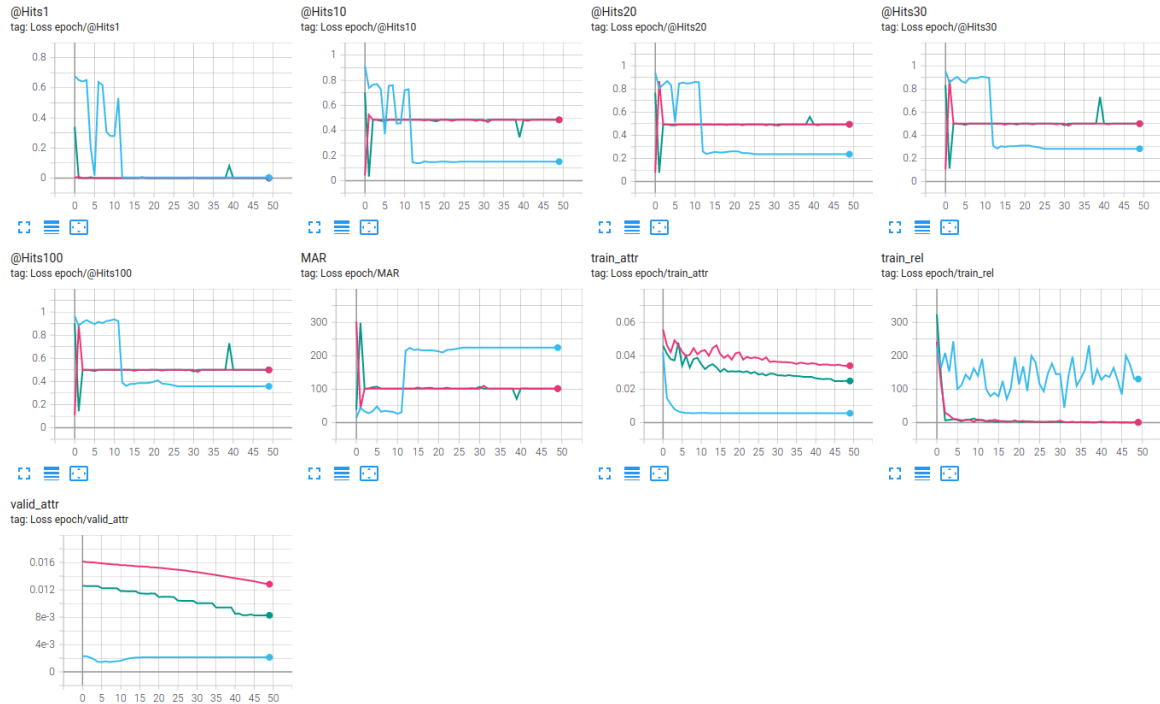 @Hits1
tag: Loss epoch/@Hits1
0.8
0.6
0.4
0.2
0
0 5 10 15 20 25 30 35 40 45 50
@Hits10
tag: Loss epoch/@Hits10
1
0.8
0.6
0.4
0.2
0
0 5 10 15 20 25 30 35 40 45 50
@Hits20
tag: Loss epoch/@Hits20
1
0.8
0.6
0.4
0.2
0
0 5 10 15 20 25 30 35 40 45 50
@Hits30
tag: Loss epoch/@Hits30
1
0.8
0.6
0.4
0.2
0
0 5 10 15 20 25 30 35 40 45 50
@Hits100
tag: Loss epoch/@Hits100
1
0.8
0.6
0.4
0.2
0
0 5 10 15 20 25 30 35 40 45 50
MAR
tag: Loss epoch/MAR
300
200
100
0
0 5 10 15 20 25 30 35 40 45 50
train_attr
tag: Loss epoch/train_attr
0.06
0.04
0.02
0
0 5 10 15 20 25 30 35 40 45 50
train_rel
tag: Loss epoch/train_rel
300
200
100
0
0 5 10 15 20 25 30 35 40 45 50
valid_attr
tag: Loss epoch/valid_attr
0.016
0.012
8e-3
4e-3
0
0 5 10 15 20 25 30 35 40 45 50